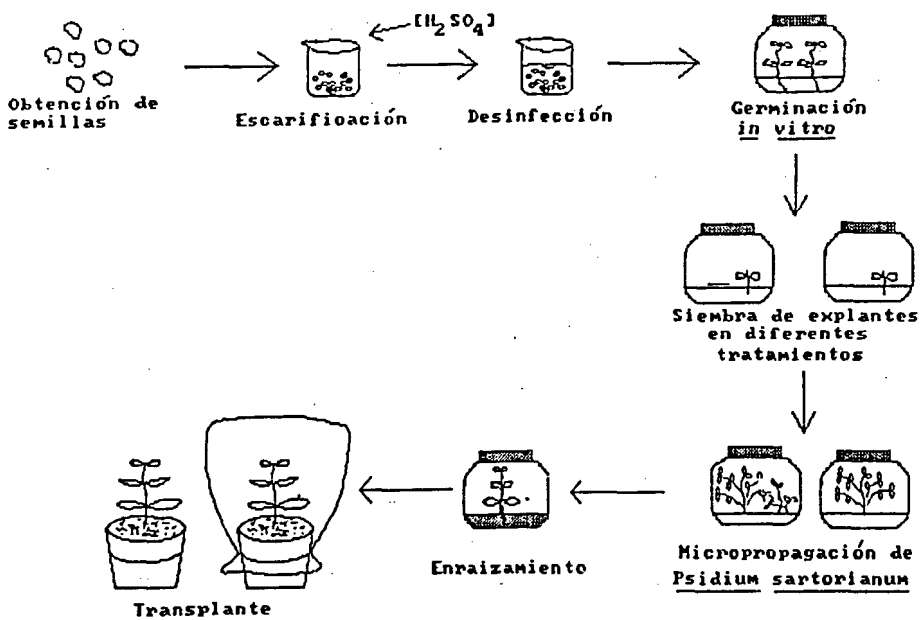 [H₂SO₄]
Obtención de
semillas
Escarifioación
Desinfección
Germinación
in vitro
Siembra de explantes
en diferentes
tratamientos
Micropropagación de
Psidium sartorianum
Enraizamiento
Transplante